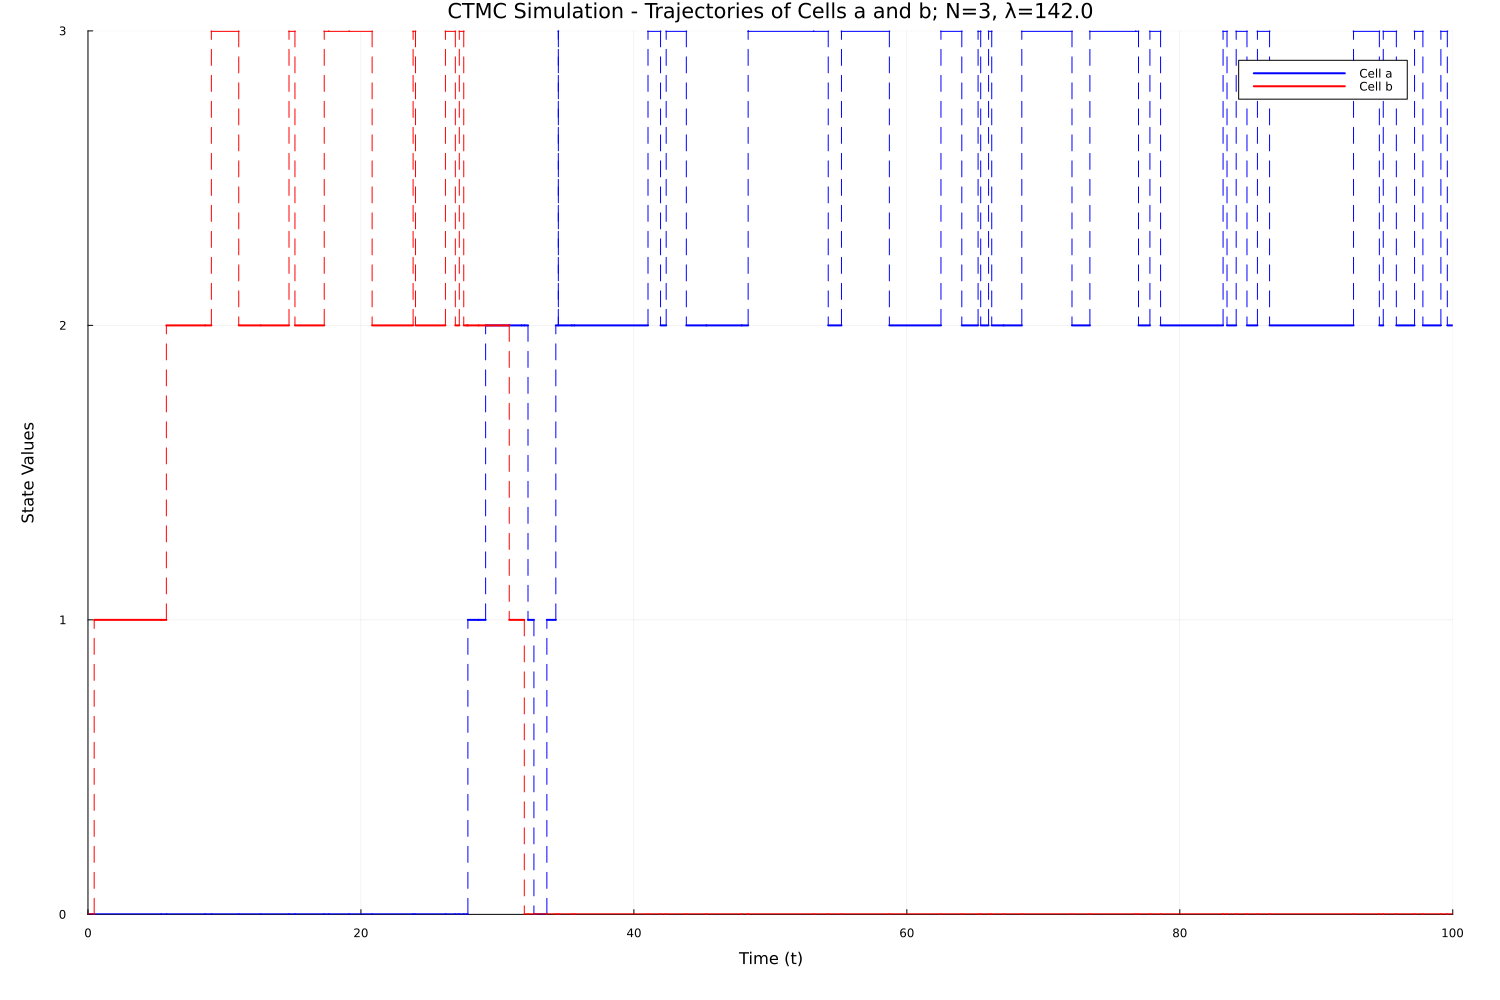 CTMC Simulation - Trajectories of Cells a and b; N=3, λ=142.0
3
Cell a
Cell b
2
State Values
1
0
0 20 40 60 80 100
Time (t)